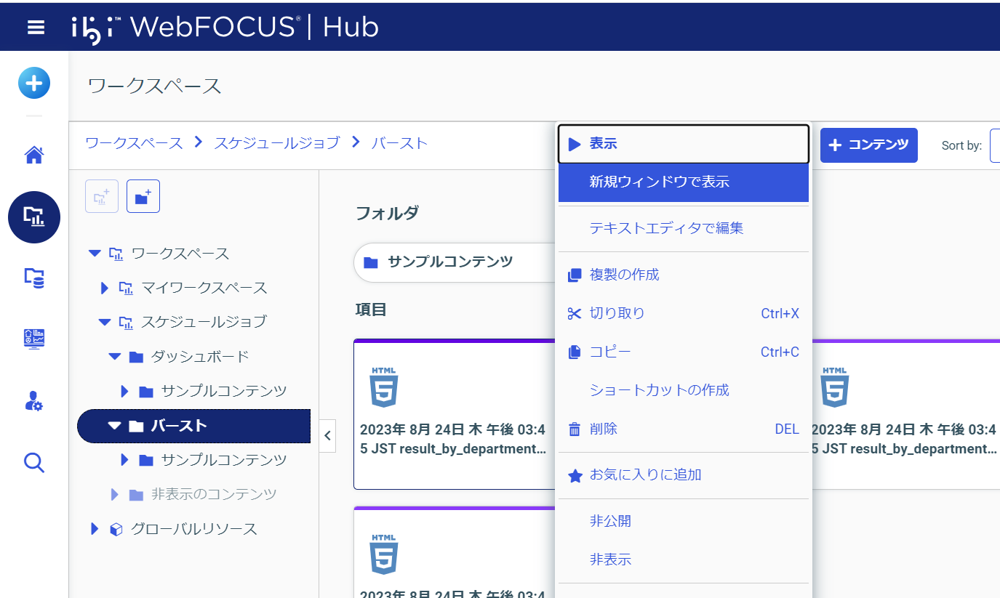 ibi™ WebFOCUS® | Hub
ワークスペース
ワークスペース > スケジュールジョブ > バースト
+ コンテンツ
Sort by:
ワークスペース
マイワークスペース
スケジュールジョブ
ダッシュボード
サンプルコンテンツ
バースト
サンプルコンテンツ
非表示のコンテンツ
グローバルリソース
フォルダ
サンプルコンテンツ
項目
HTML
5
2023年 8月 24日 木 午後 03:4
5 JST result_by_department...
HTML
5
2023年 8月 24日 木 午後 03:4
表示
新規ウィンドウで表示
テキストエディタで編集
複製の作成
切り取り Ctrl+X
コピー Ctrl+C
ショートカットの作成
削除 DEL
お気に入りに追加
非公開
非表示
HTML
5
2023年 8月 24日 木 午後 03:4
5 JST result_by_department...